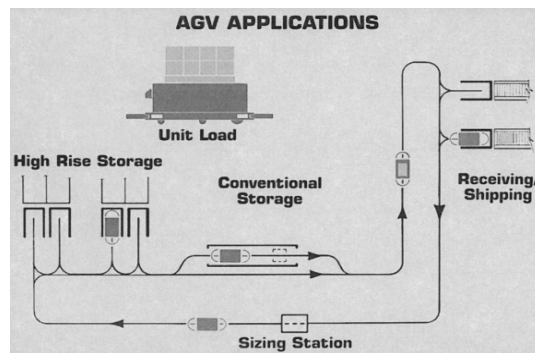 AGV APPLICATIONS
Unit Load
High Rise Storage
Conventional
Storage
Receiving/
Shipping
Sizing Station